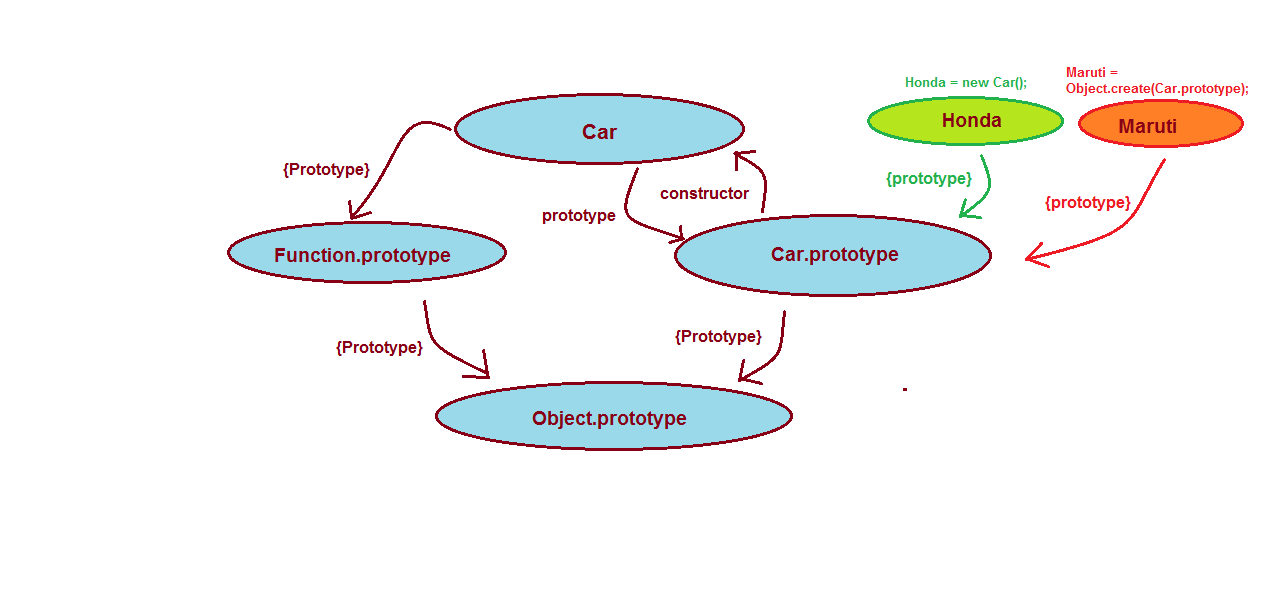 Maruti =
Honda = new Car();
Object.create(Car.prototype);
Car
Honda
Maruti
{Prototype}
constructor
{prototype}
prototype
{prototype}
Function.prototype
Car.prototype
{Prototype}
{Prototype}
Object.prototype